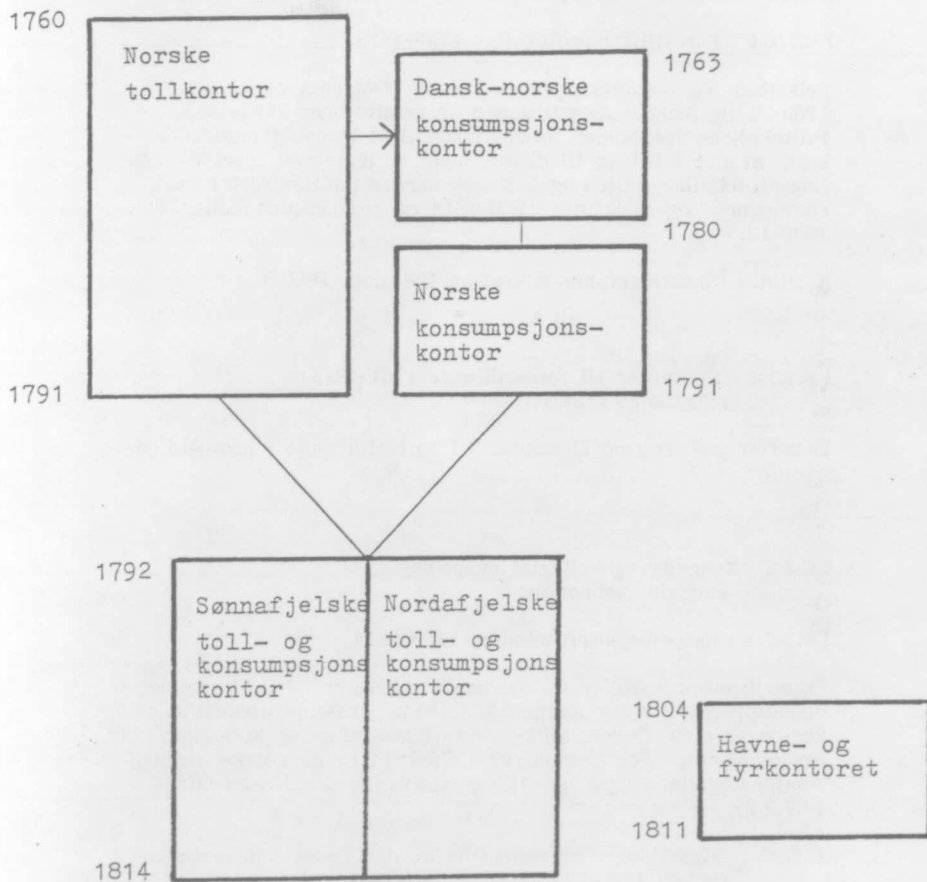 1760
Norske
tollkontor
1763
Dansk-norske
konsumpsjons-
kontor
1780
Norske
konsumpsjons-
kontor
1791
1791
1792
Sønnafjelske
toll- og
konsumpsjons
kontor
Nordafjelske
toll- og
konsumpsjons
kontor
1814
1804
Havne- og
fyrkontoret
1811